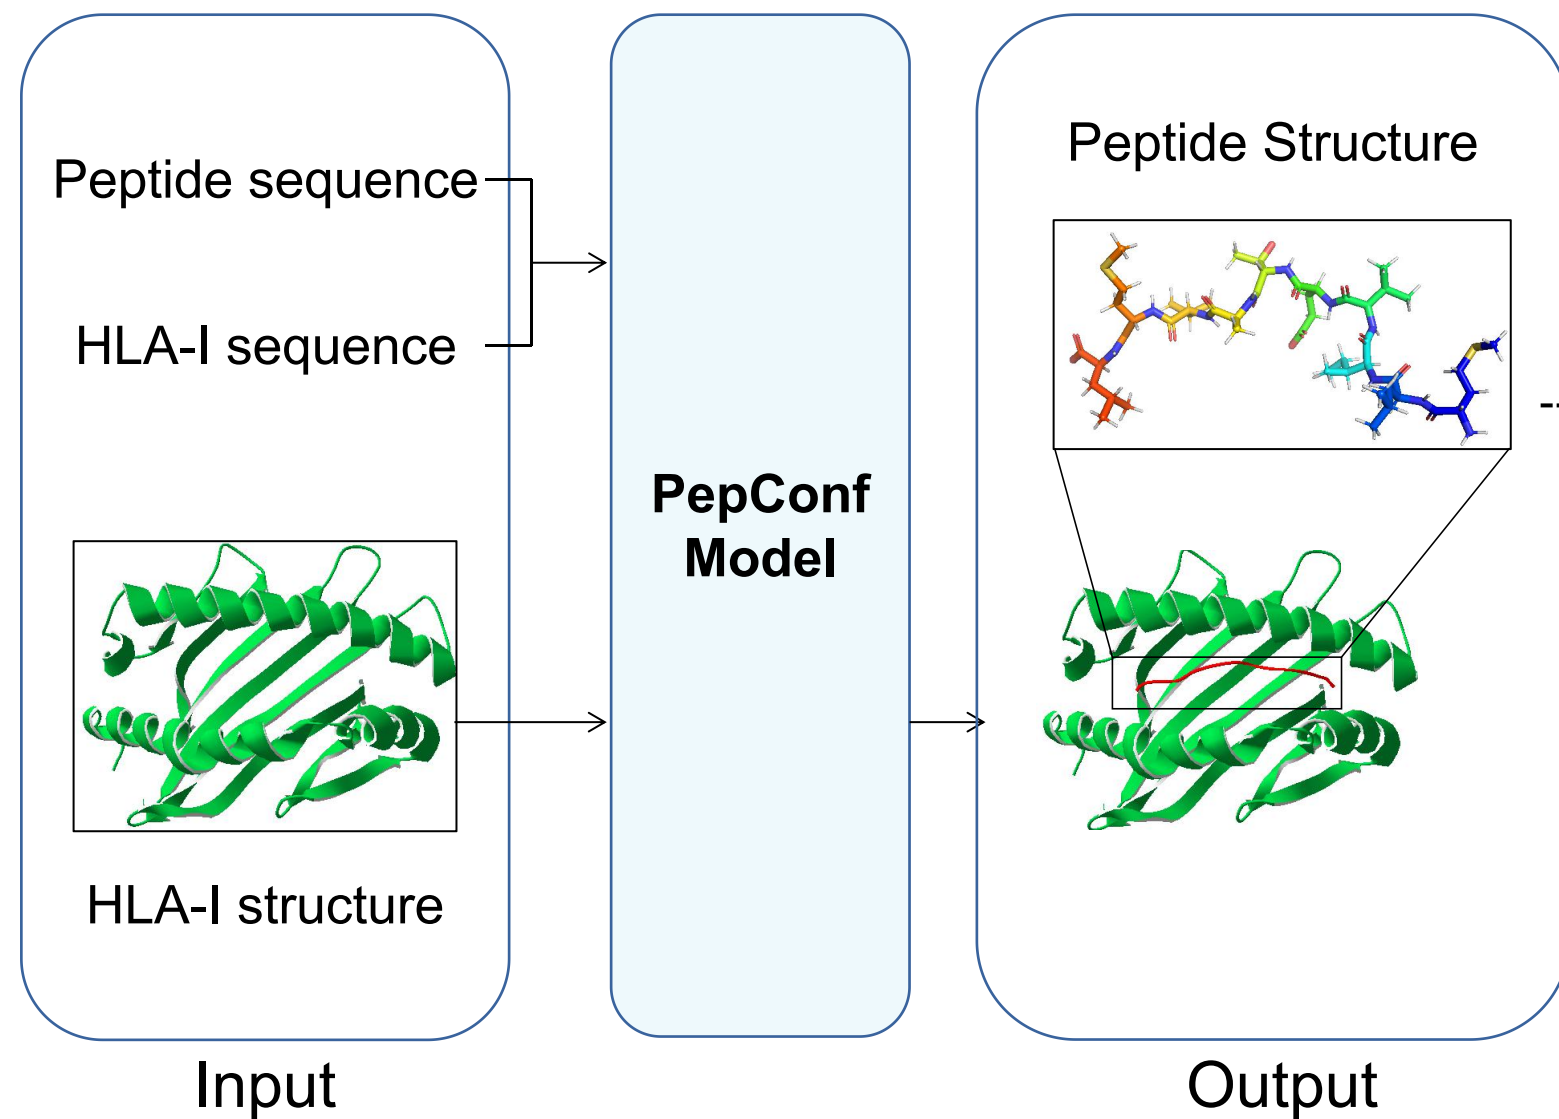 Peptide sequence
HLA-I sequence
HLA-I structure
Input
PepConf
Model
Peptide Structure
Output